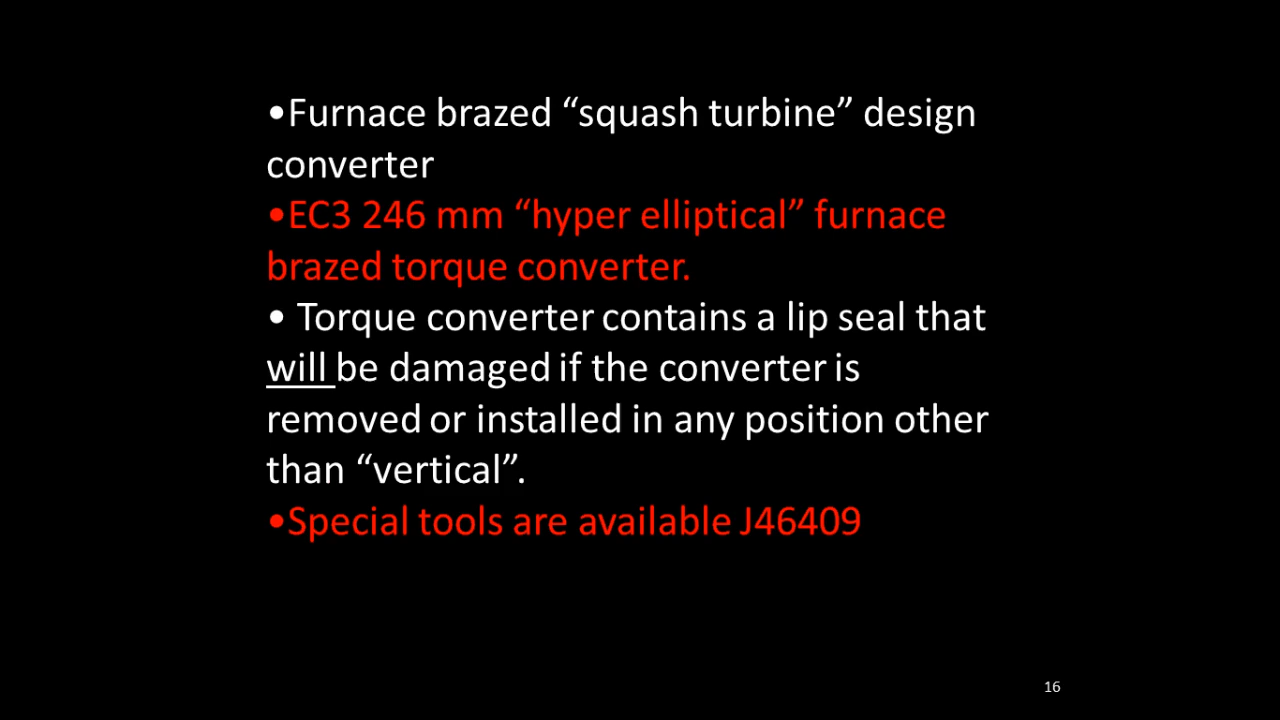 •Furnace brazed “squash turbine” design
converter
•EC3 246 mm “hyper elliptical” furnace
brazed torque converter.
• Torque converter contains a lip seal that
will be damaged if the converter is
removed or installed in any position other
than “vertical”.
•Special tools are available J46409
16